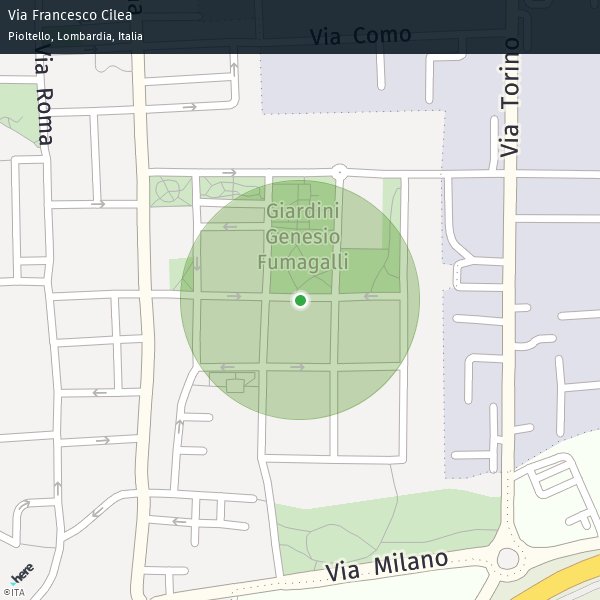 Via Francesco Cilea
Pioltello, Lombardia, Italia
Via Como
Via Roma
Via Torino
Giardini
Genesio
Fumagalli
Via Milano
here
©ITA